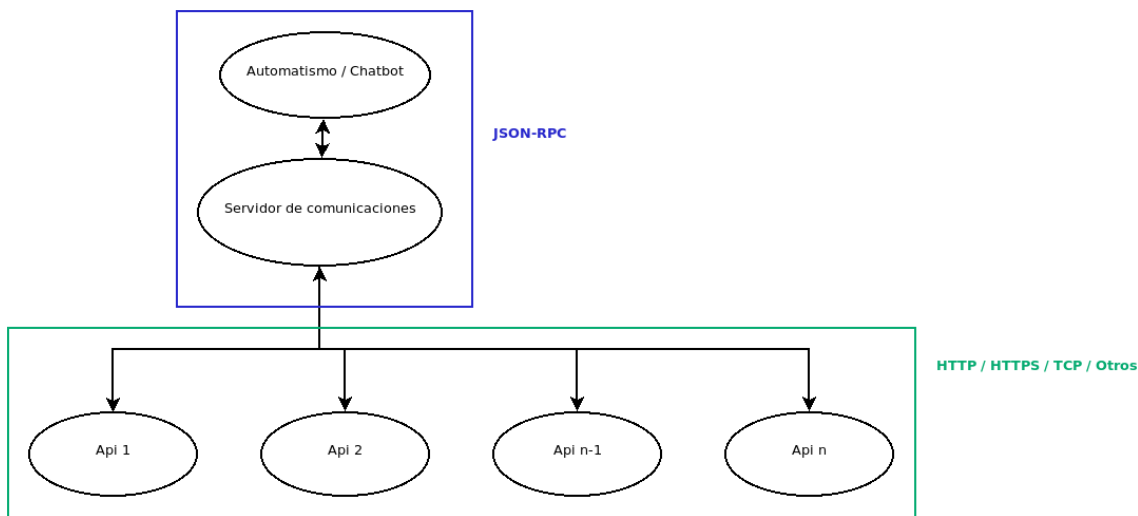 Automatismo / Chatbot
JSON-RPC
Servidor de comunicaciones
HTTP / HTTPS / TCP / Otros
Api 1
Api 2
Api n-1
Api n